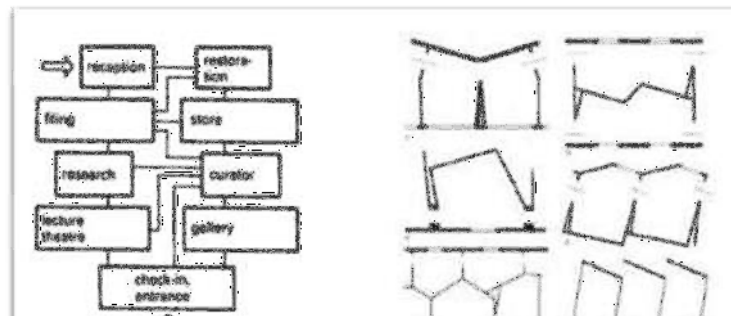 reception
restora-
tion
filing
store
research
curator
lecture
theatre
gallery
check-in,
entrance